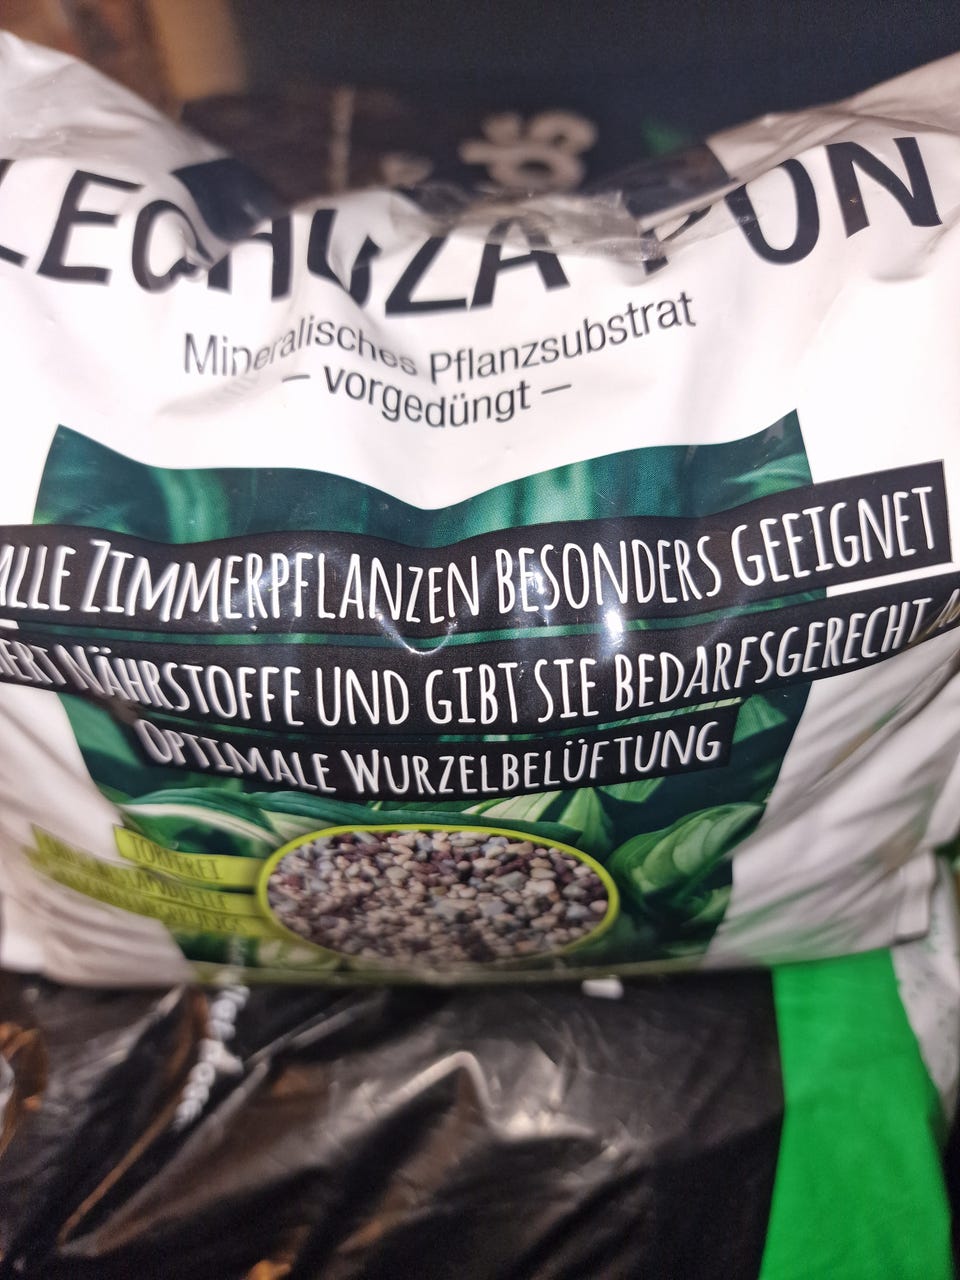 LECHUZA PON
Mineralisches Pflanzsubstrat
– vorgedüngt –
ALLE ZIMMERPFLANZEN BESONDERS GEEIGNET
NÄHRSTOFFE UND GIBT SIE BEDARFSGERECHT
OPTIMALE WURZELBELÜFTUNG
TORFFREI